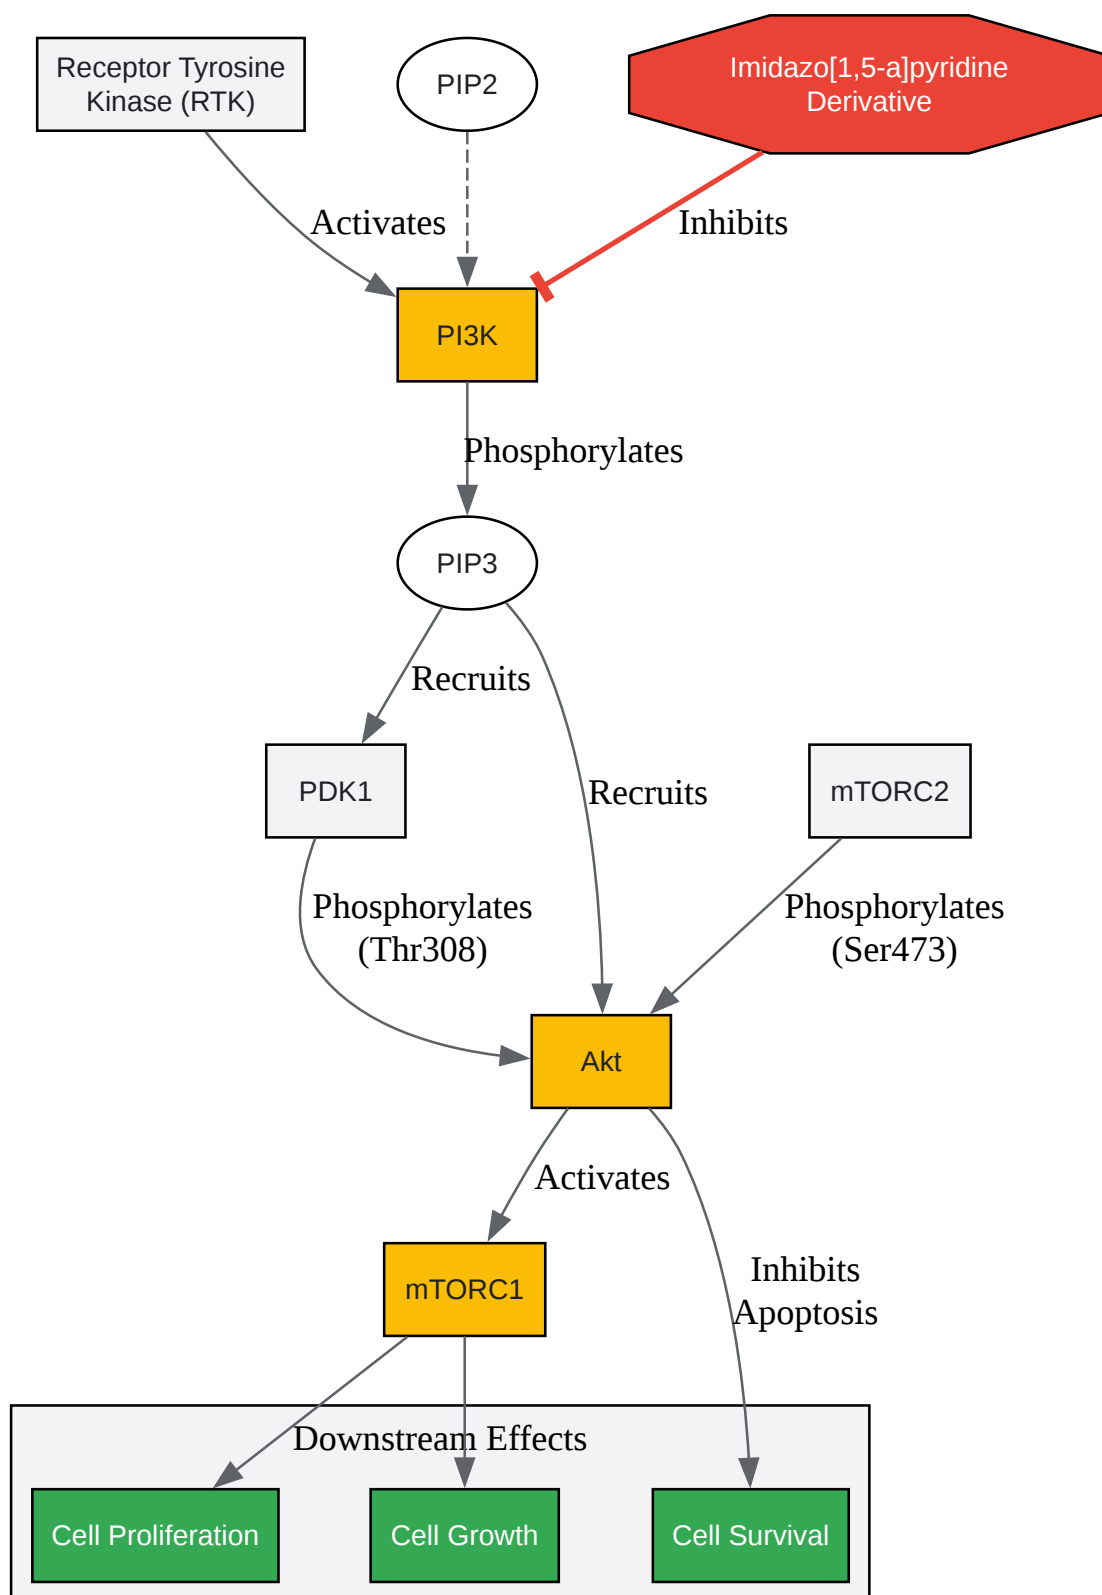 Receptor Tyrosine
Kinase (RTK)
PIP2
Imidazo[1,5-a]pyridine
Derivative
Activates
Inhibits
PI3K
Phosphorylates
PIP3
Recruits
PDK1
Recruits
mTORC2
Phosphorylates
(Thr308)
Phosphorylates
(Ser473)
Akt
Activates
mTORC1
Inhibits
Apoptosis
Downstream Effects
Cell Proliferation
Cell Growth
Cell Survival